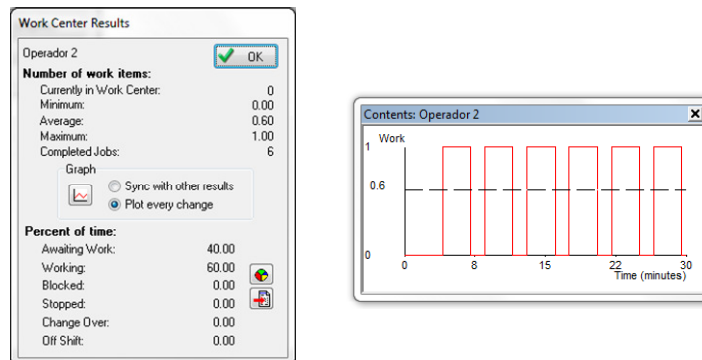 Work Center Results
Operador 2
OK
Number of work items:
Currently in Work Center: 0
Minimum: 0.00
Average: 0.60
Maximum: 1.00
Completed Jobs: 6
Graph
Sync with other results
Plot every change
Percent of time:
Awaiting Work: 40.00
Working: 60.00
Blocked: 0.00
Stopped: 0.00
Change Over: 0.00
Off Shift: 0.00
Contents: Operador 2
Work
1
0.6
0
0 8 15 22 30
Time (minutes)